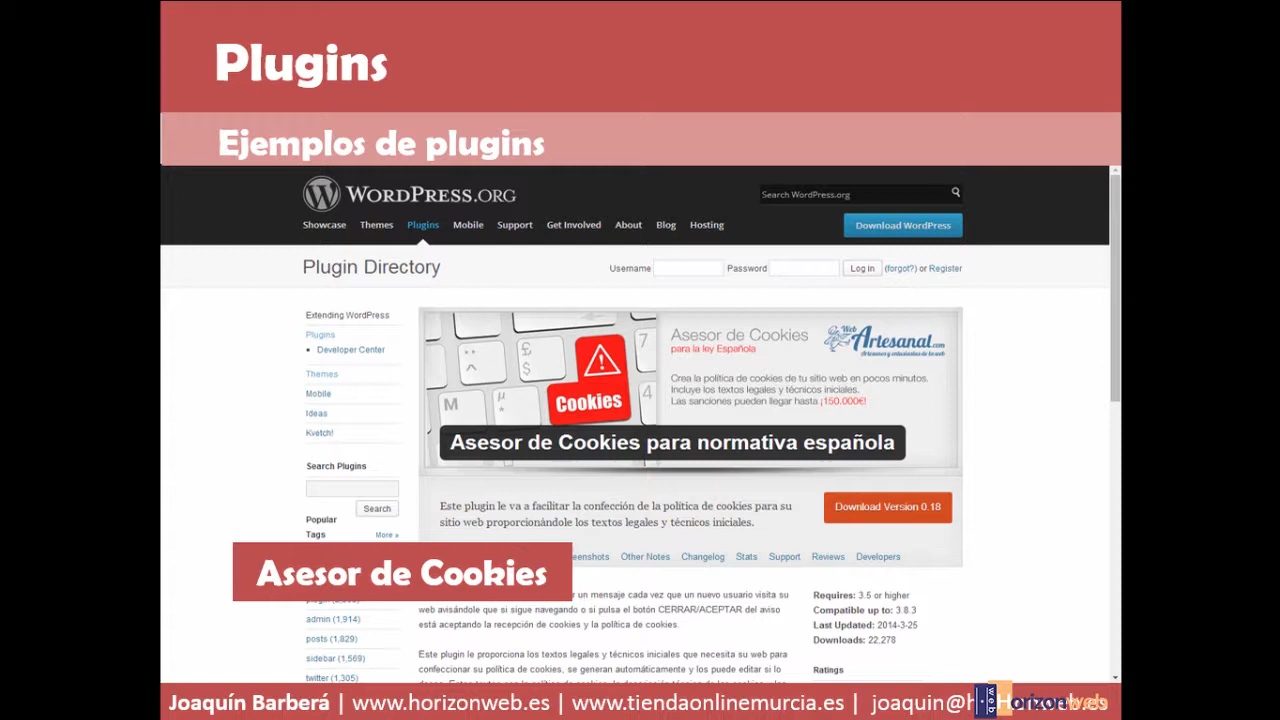 Plugins
Ejemplos de plugins
WORDPRESS.ORG
Search WordPress.org
Showcase Themes Plugins Mobile Support Get Involved About Blog Hosting
Download WordPress
Plugin Directory
Username Password Log in (forgot?) or Register
Extending WordPress
Plugins
Developer Center
Themes
Mobile
Ideas
Kvetch!
Search Plugins
Search
Popular
Tags More »
admin (1,914)
posts (1,829)
sidebar (1,569)
twitter (1,305)
M
7
4
£
$
^
µ
*
Cookies
Asesor de Cookies
para la ley Española
Web Artesanal.com
Artesanos y entusiastas de la web
Crea la política de cookies de tu sitio web en pocos minutos.
Incluye los textos legales y técnicos iniciales.
Las sanciones pueden llegar hasta ¡150.000€!
Asesor de Cookies para normativa española
Este plugin le va a facilitar la confección de la política de cookies para su
sitio web proporcionándole los textos legales y técnicos iniciales.
Download Version 0.18
Other Notes Changelog Stats Support Reviews Developers
Asesor de Cookies
un mensaje cada vez que un nuevo usuario visita su
web avisándole que si sigue navegando o si pulsa el botón CERRAR/ACEPTAR del aviso
está aceptando la recepción de cookies y la política de cookies.
Este plugin le proporciona los textos legales y técnicos iniciales que necesita su web para
confeccionar su política de cookies, se generan automáticamente y los puede editar si lo
Requires: 3.5 or higher
Compatible up to: 3.8.3
Last Updated: 2014-3-25
Downloads: 22,278
Ratings
Joaquín Barberá | www.horizonweb.es | www.tiendaonlinemurcia.es | joaquin@h
web Horizonweb
.es